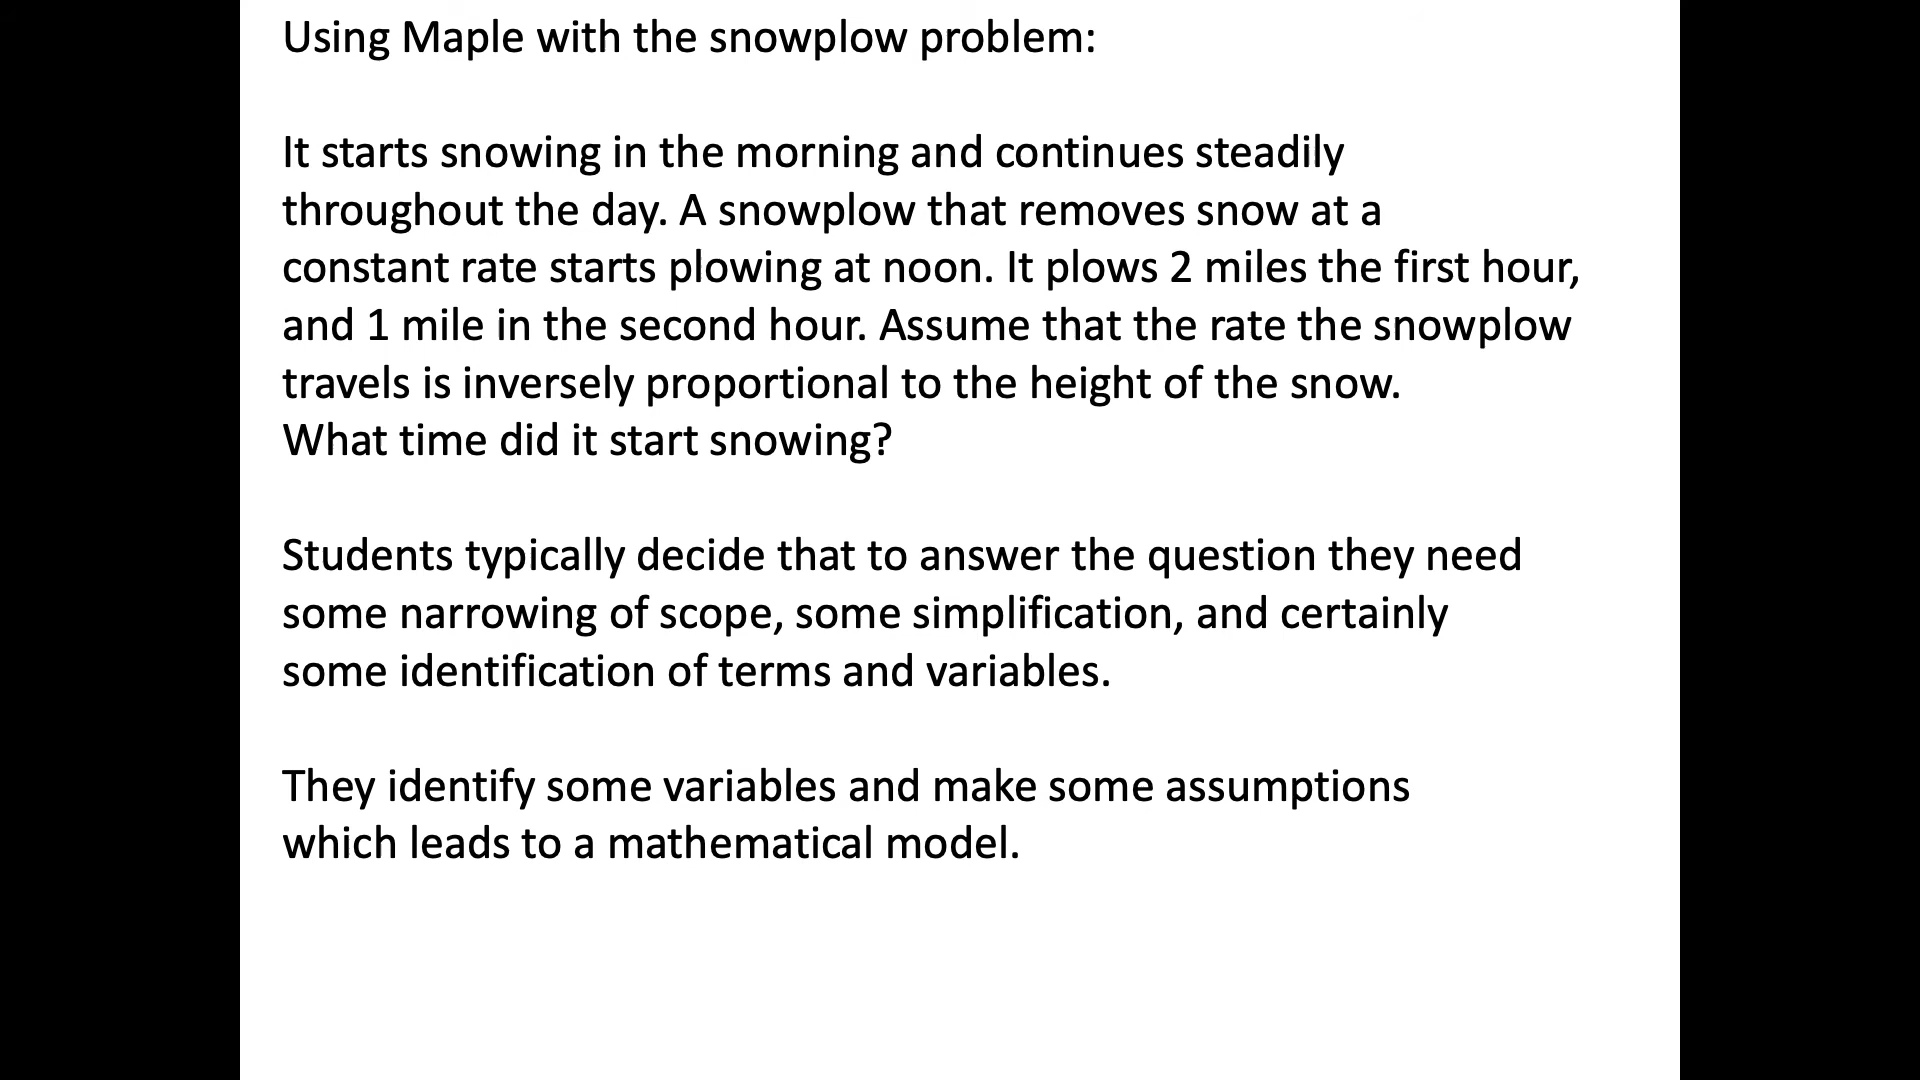 Using Maple with the snowplow problem:
It starts snowing in the morning and continues steadily
throughout the day. A snowplow that removes snow at a
constant rate starts plowing at noon. It plows 2 miles the first hour,
and 1 mile in the second hour. Assume that the rate the snowplow
travels is inversely proportional to the height of the snow.
What time did it start snowing?
Students typically decide that to answer the question they need
some narrowing of scope, some simplification, and certainly
some identification of terms and variables.
They identify some variables and make some assumptions
which leads to a mathematical model.